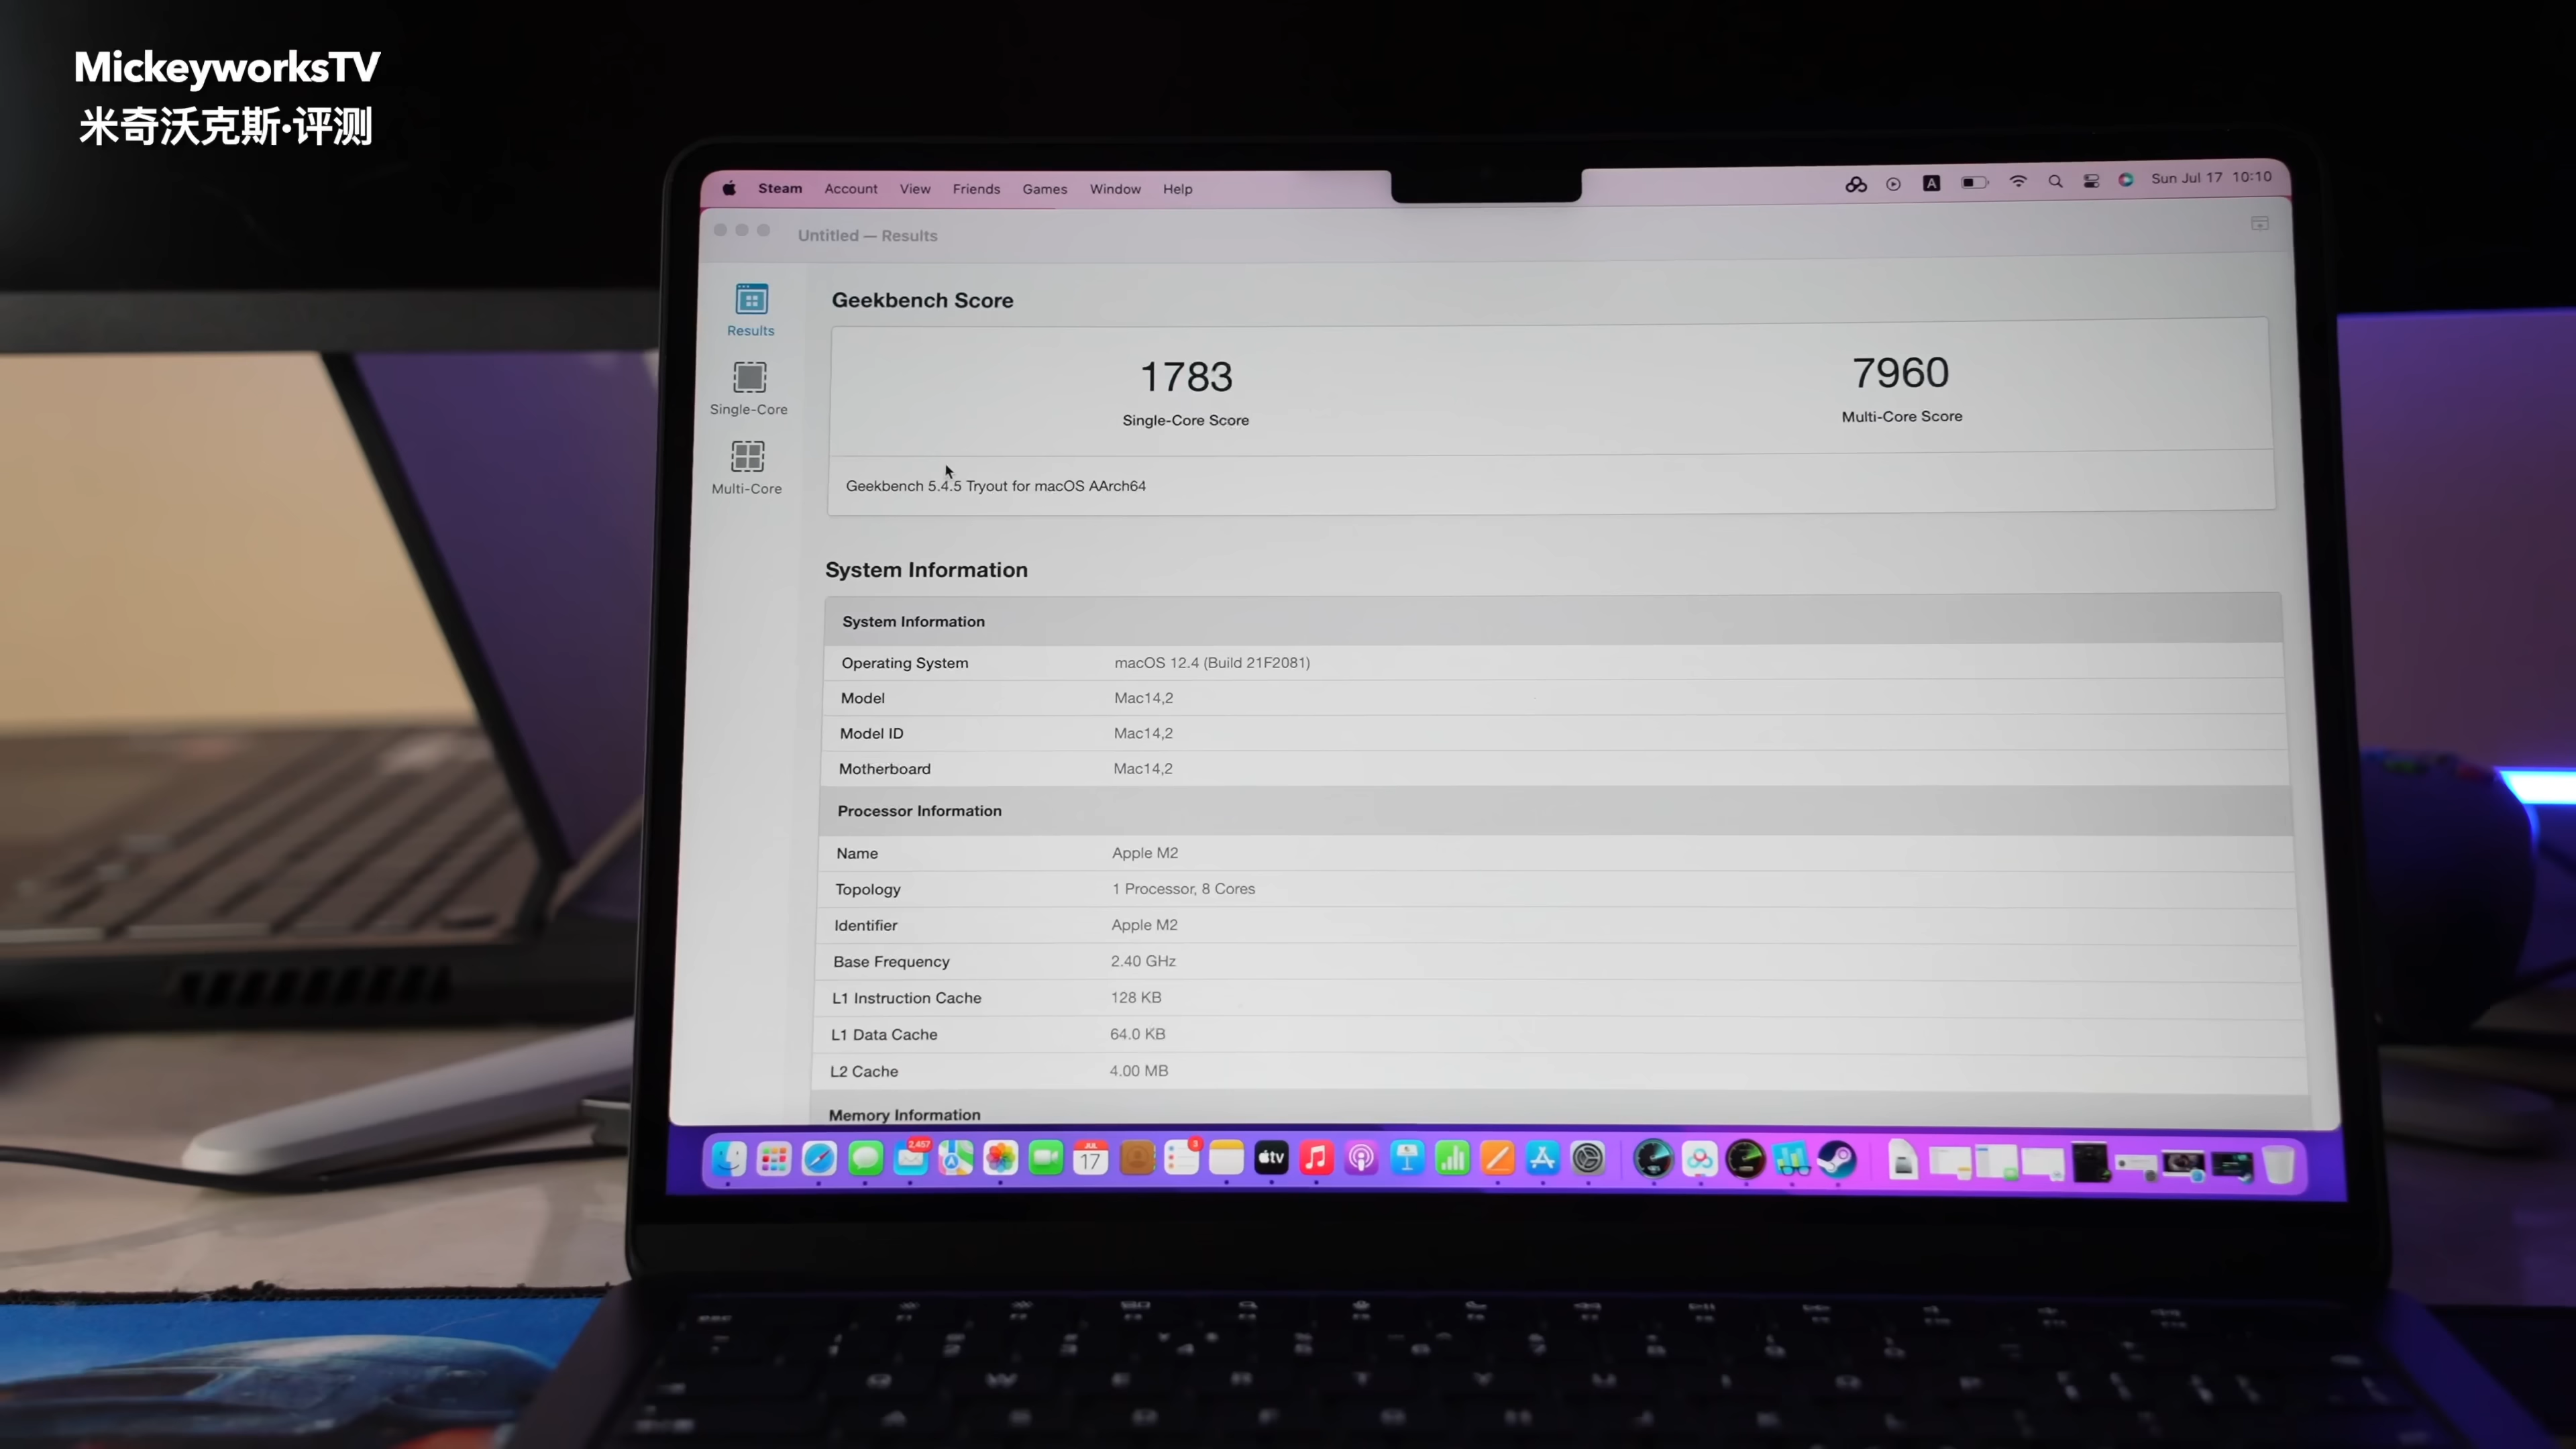 MickeyworksTV
米奇沃克斯·评测
Steam Account View Friends Games Window Help
A
Sun Jul 17 10:10
Untitled — Results
Results
Single-Core
Multi-Core
Geekbench Score
1783 7960
Single-Core Score Multi-Core Score
Geekbench 5.4.5 Tryout for macOS AArch64
System Information
System Information
Operating System macOS 12.4 (Build 21F2081)
Model Mac14,2
Model ID Mac14,2
Motherboard Mac14,2
Processor Information
Name Apple M2
Topology 1 Processor, 8 Cores
Identifier Apple M2
Base Frequency 2.40 GHz
L1 Instruction Cache 128 KB
L1 Data Cache 64.0 KB
L2 Cache 4.00 MB
Memory Information
2,457
JUL
17
3
tv